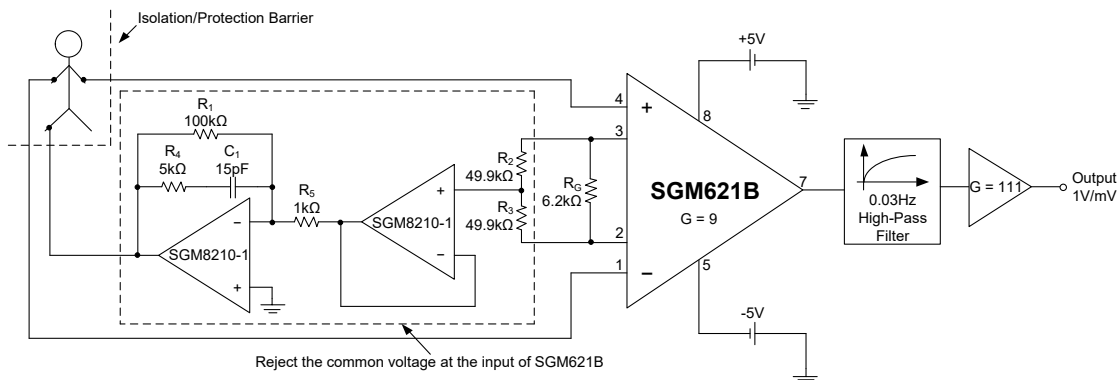 Isolation/Protection Barrier
+5V
R1
100kΩ
R4
5kΩ
C1
15pF
R5
1kΩ
SGM8210-1
−
+
SGM8210-1
+
−
R2
49.9kΩ
R3
49.9kΩ
RG
6.2kΩ
4
+
3
2
1
−
8
SGM621B
G = 9
7
5
-5V
0.03Hz
High-Pass
Filter
G = 111
Output
1V/mV
Reject the common voltage at the input of SGM621B